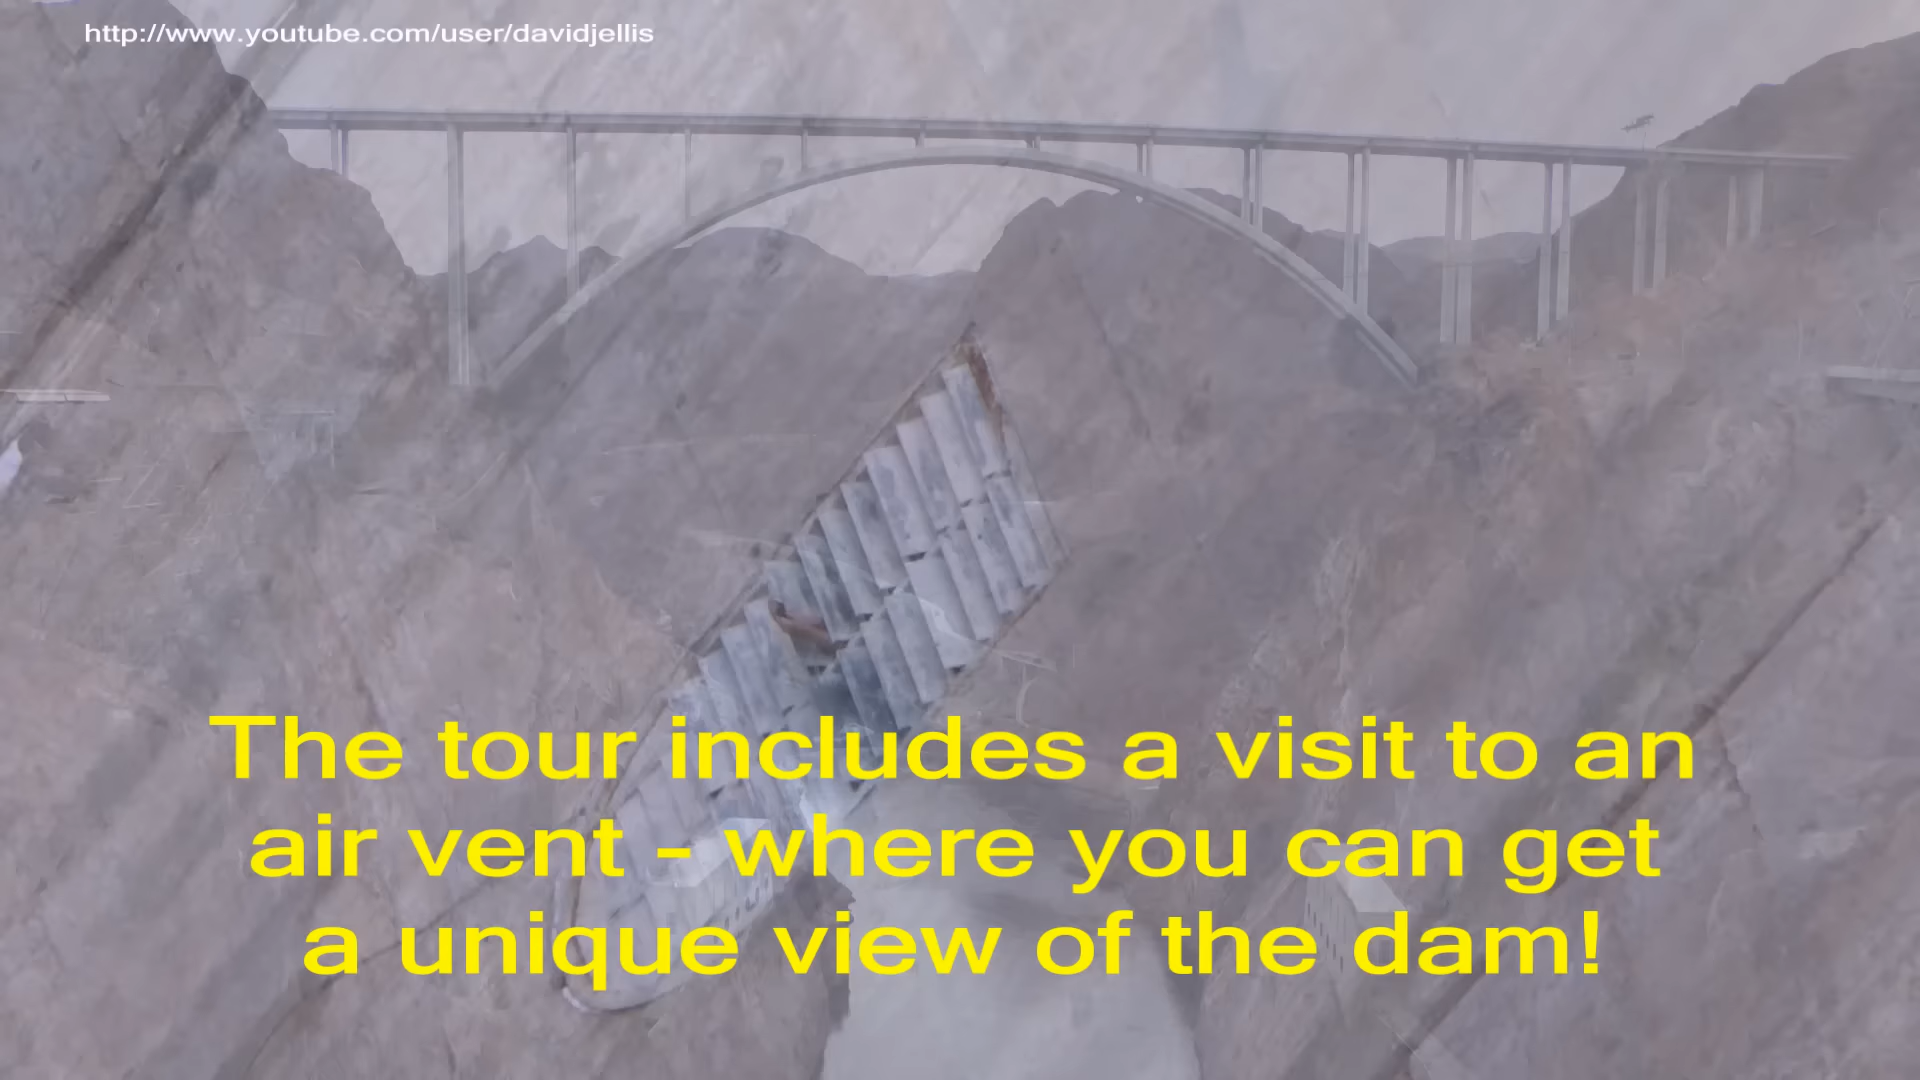 http://www.youtube.com/user/davidjellis
The tour includes a visit to an
air vent - where you can get
a unique view of the dam!